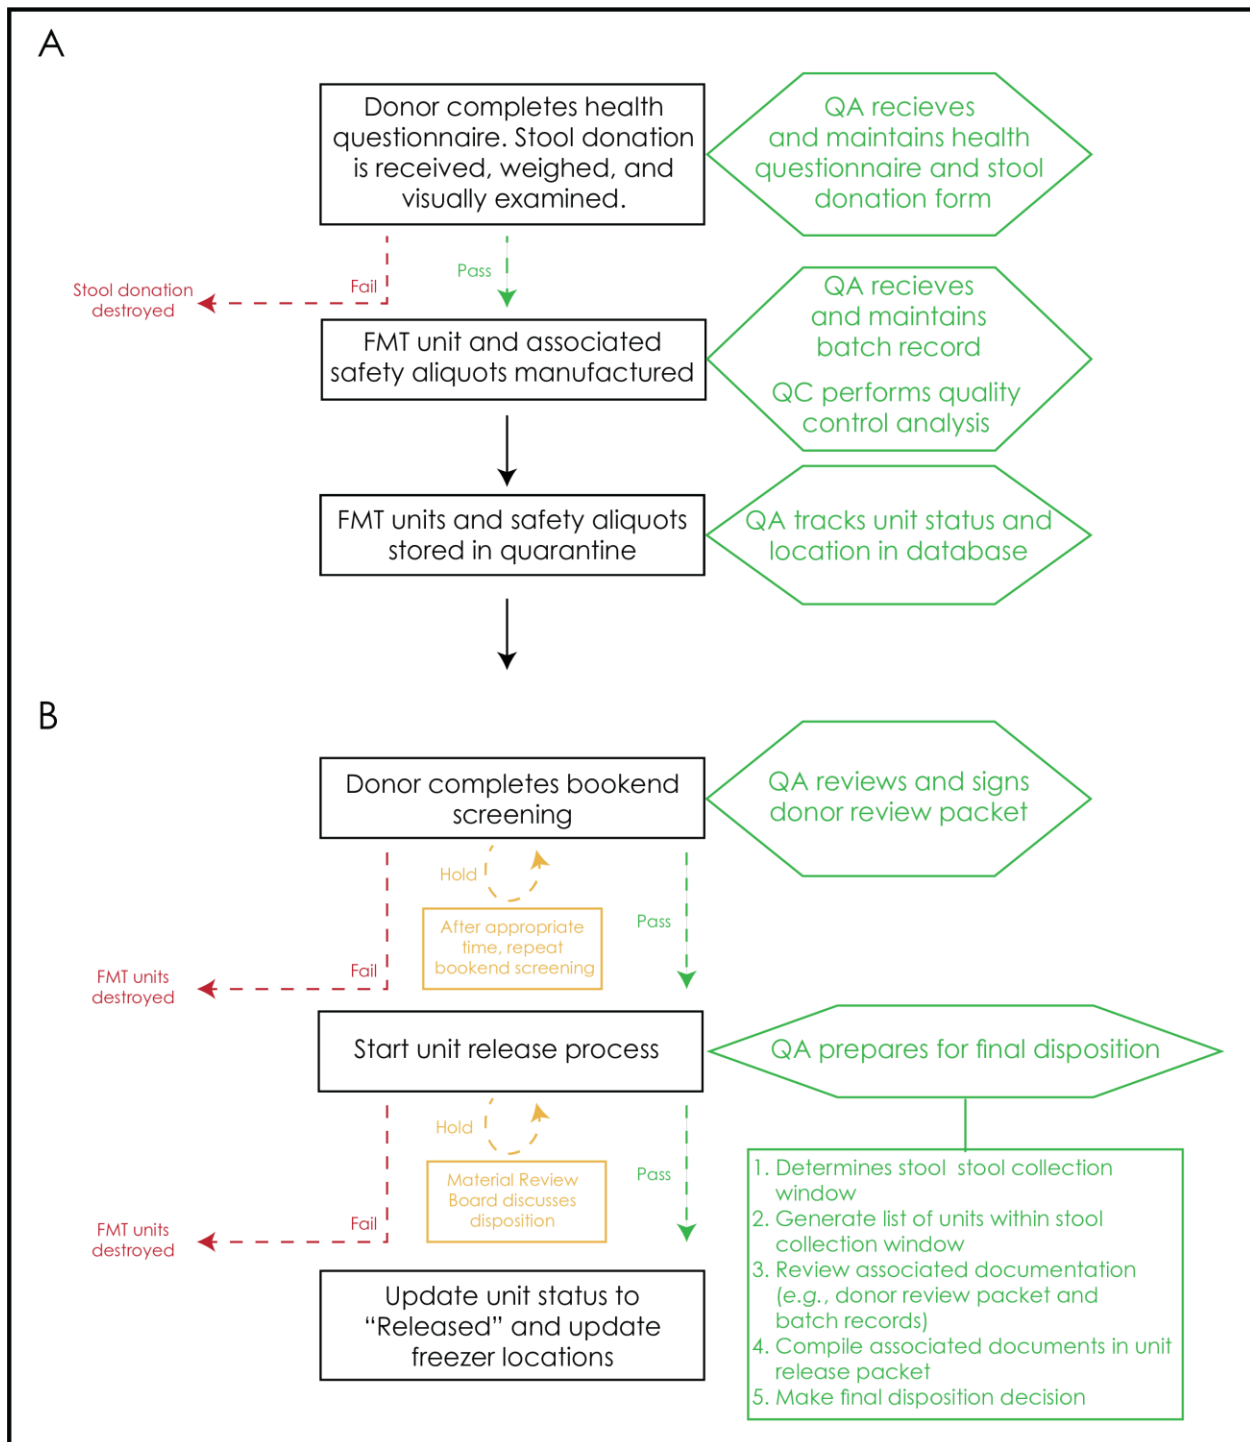 A
Donor completes health
questionnaire. Stool donation
is received, weighed, and
visually examined.
QA recieves
and maintains health
questionnaire and stool
donation form
Fail
Pass
Stool donation
destroyed
FMT unit and associated
safety aliquots manufactured
QA recieves
and maintains
batch record
QC performs quality
control analysis
FMT units and safety aliquots
stored in quarantine
QA tracks unit status and
location in database
B
Donor completes bookend
screening
QA reviews and signs
donor review packet
Hold
After appropriate
time, repeat
bookend screening
Pass
Fail
FMT units
destroyed
Start unit release process
QA prepares for final disposition
Hold
Material Review
Board discusses
disposition
Pass
Fail
FMT units
destroyed
Update unit status to
“Released” and update
freezer locations
1. Determines stool stool collection
window
2. Generate list of units within stool
collection window
3. Review associated documentation
(e.g., donor review packet and
batch records)
4. Compile associated documents in unit
release packet
5. Make final disposition decision